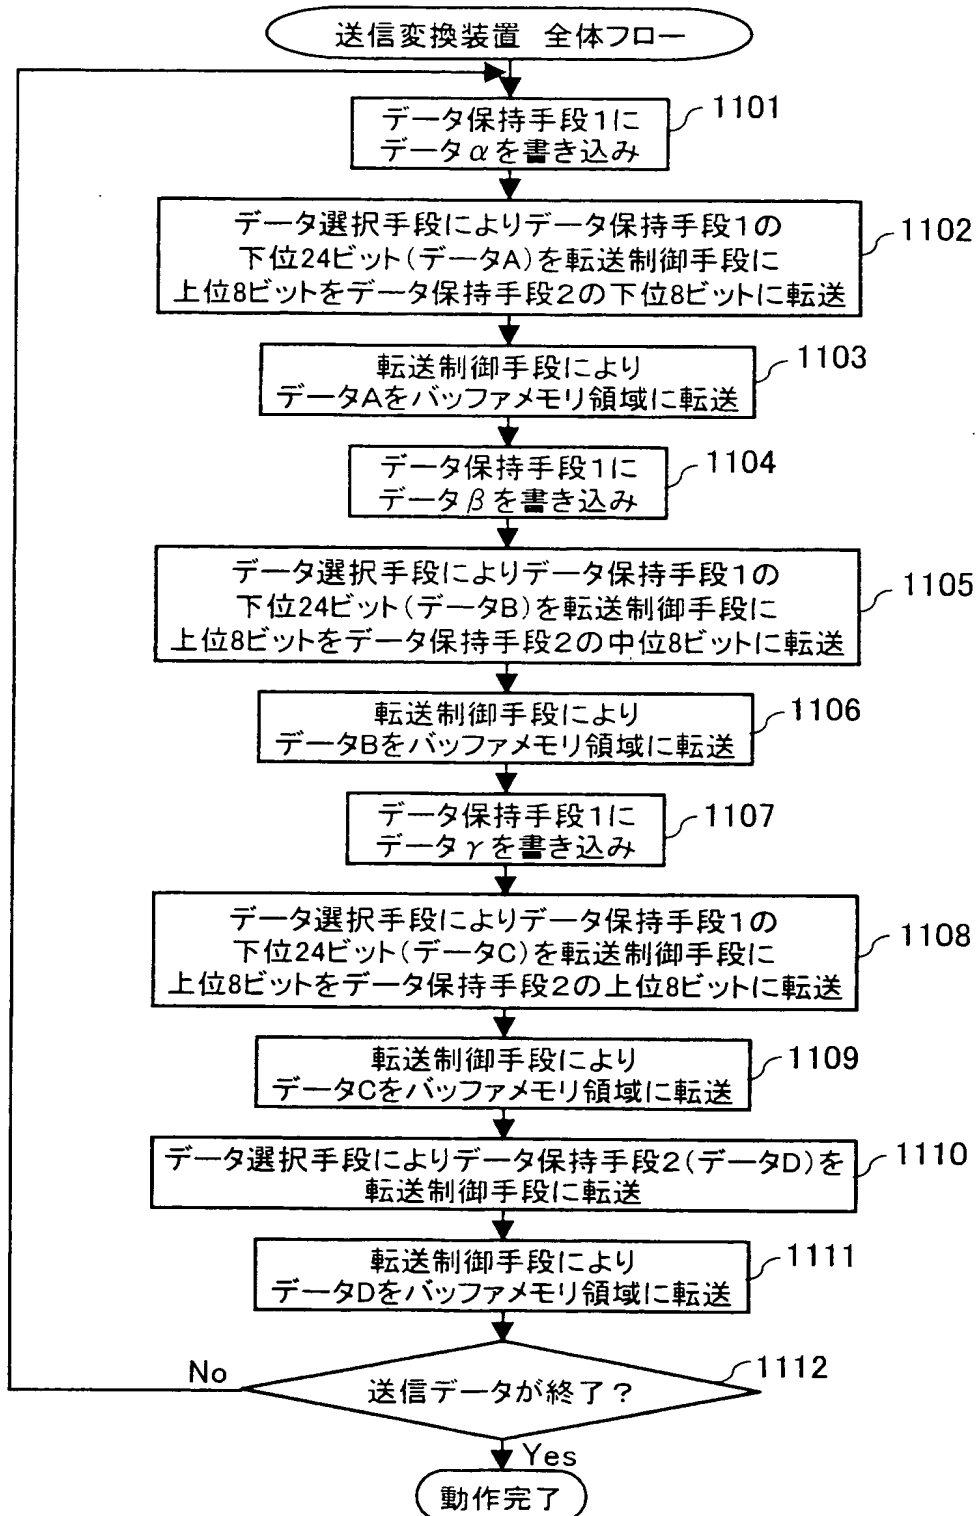 送信変換装置 全体フロー
データ保持手段1に
データαを書き込み
1101
データ選択手段によりデータ保持手段1の
下位24ビット(データA)を転送制御手段に
上位8ビットをデータ保持手段2の下位8ビットに転送
1102
転送制御手段により
データAをバッファメモリ領域に転送
1103
データ保持手段1に
データβを書き込み
1104
データ選択手段によりデータ保持手段1の
下位24ビット(データB)を転送制御手段に
上位8ビットをデータ保持手段2の中位8ビットに転送
1105
転送制御手段により
データBをバッファメモリ領域に転送
1106
データ保持手段1に
データγを書き込み
1107
データ選択手段によりデータ保持手段1の
下位24ビット(データC)を転送制御手段に
上位8ビットをデータ保持手段2の上位8ビットに転送
1108
転送制御手段により
データCをバッファメモリ領域に転送
1109
データ選択手段によりデータ保持手段2(データD)を
転送制御手段に転送
1110
転送制御手段により
データDをバッファメモリ領域に転送
1111
No
送信データが終了?
1112
Yes
動作完了